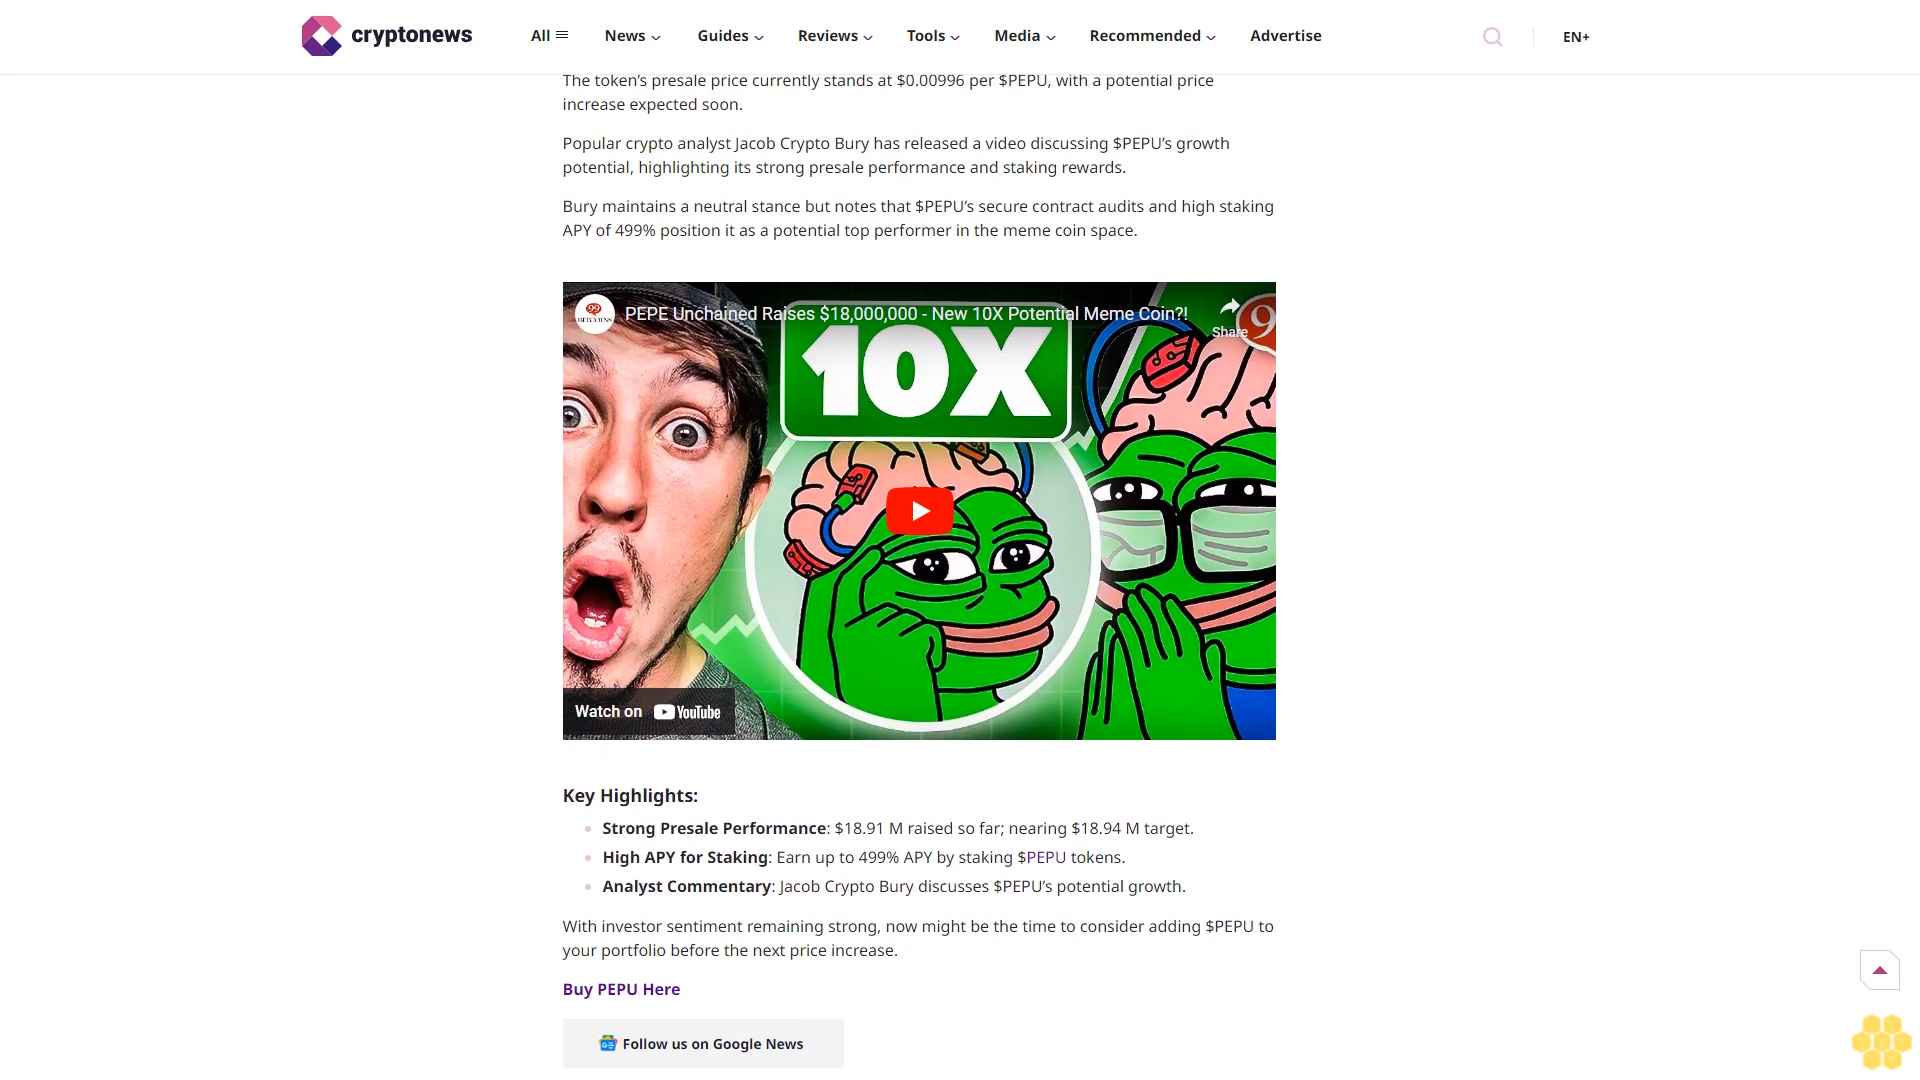 cryptonews
All
News
Guides
Reviews
Tools
Media
Recommended
Advertise
EN+
The token’s presale price currently stands at $0.00996 per $PEPU, with a potential price
increase expected soon.
Popular crypto analyst Jacob Crypto Bury has released a video discussing $PEPU’s growth
potential, highlighting its strong presale performance and staking rewards.
Bury maintains a neutral stance but notes that $PEPU’s secure contract audits and high staking
APY of 499% position it as a potential top performer in the meme coin space.
99
BITCOINS
PEPE Unchained Raises $18,000,000 - New 10X Potential Meme Coin?!
Share
9
10X
Watch on YouTube
Key Highlights:
Strong Presale Performance: $18.91 M raised so far; nearing $18.94 M target.
High APY for Staking: Earn up to 499% APY by staking $PEPU tokens.
Analyst Commentary: Jacob Crypto Bury discusses $PEPU’s potential growth.
With investor sentiment remaining strong, now might be the time to consider adding $PEPU to
your portfolio before the next price increase.
Buy PEPU Here
Follow us on Google News